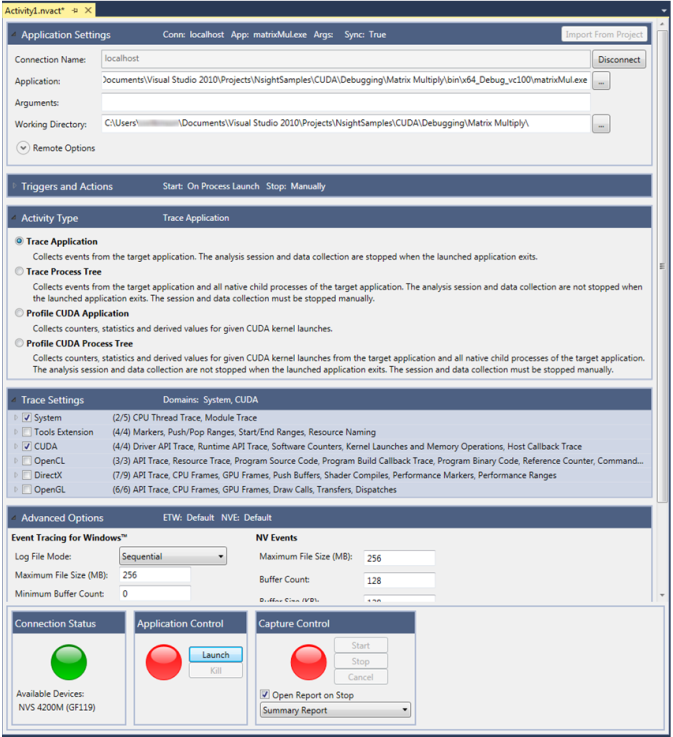 Activity1.nvact*
Application Settings Conn: localhost App: matrixMul.exe Args: Sync: True Import From Project
Connection Name: localhost Disconnect
Application: Documents\Visual Studio 2010\Projects\NsightSamples\CUDA\Debugging\Matrix Multiply\bin\x64_Debug_vc100\matrixMul.exe ...
Arguments:
Working Directory: C:\Users\ \Documents\Visual Studio 2010\Projects\NsightSamples\CUDA\Debugging\Matrix Multiply\ ...
Remote Options
Triggers and Actions Start: On Process Launch Stop: Manually
Activity Type Trace Application
Trace Application
Collects events from the target application. The analysis session and data collection are stopped when the launched application exits.
Trace Process Tree
Collects events from the target application and all native child processes of the target application. The analysis session and data collection are not stopped when
the launched application exits. The session and data collection must be stopped manually.
Profile CUDA Application
Collects counters, statistics and derived values for given CUDA kernel launches.
Profile CUDA Process Tree
Collects counters, statistics and derived values for given CUDA kernel launches from the target application and all native child processes of the target application.
The analysis session and data collection are not stopped when the launched application exits. The session and data collection must be stopped manually.
Trace Settings Domains: System, CUDA
System (2/5) CPU Thread Trace, Module Trace
Tools Extension (4/4) Markers, Push/Pop Ranges, Start/End Ranges, Resource Naming
CUDA (4/4) Driver API Trace, Runtime API Trace, Software Counters, Kernel Launches and Memory Operations, Host Callback Trace
OpenCL (3/3) API Trace, Resource Trace, Program Source Code, Program Build Callback Trace, Program Binary Code, Reference Counter, Command...
DirectX (7/9) API Trace, CPU Frames, GPU Frames, Push Buffers, Shader Compiles, Performance Markers, Performance Ranges
OpenGL (6/6) API Trace, CPU Frames, GPU Frames, Draw Calls, Transfers, Dispatches
Advanced Options ETW: Default NVE: Default
Event Tracing for Windows™ NV Events
Log File Mode: Sequential Maximum File Size (MB): 256
Maximum File Size (MB): 256 Buffer Count: 128
Minimum Buffer Count: 0 Buffer Size (KB): 128
Connection Status Application Control Capture Control
Launch Start
Kill Stop
Cancel
Available Devices: Open Report on Stop
NVS 4200M (GF119) Summary Report